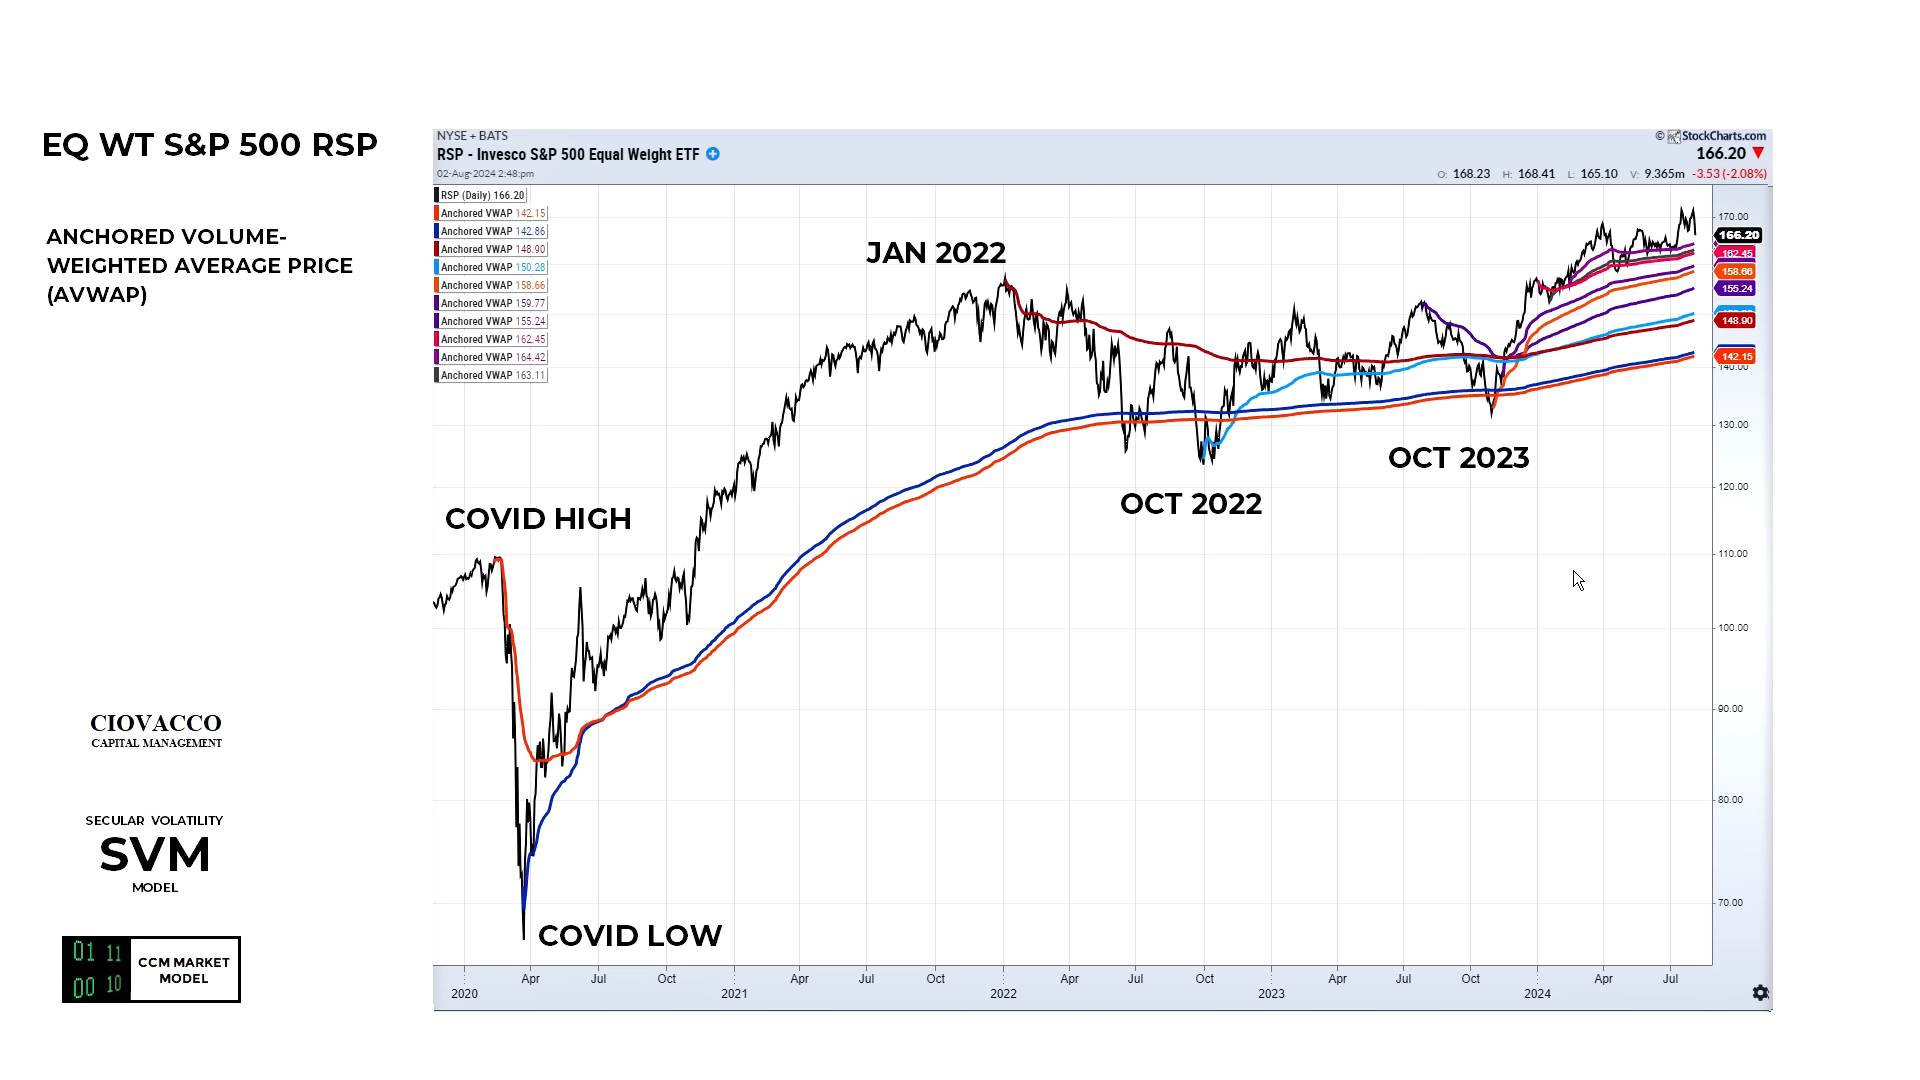 EQ WT S&P 500 RSP
ANCHORED VOLUME-
WEIGHTED AVERAGE PRICE
(AVWAP)
CIOVACCO
CAPITAL MANAGEMENT
SECULAR VOLATILITY
SVM
MODEL
01 11
00 10
CCM MARKET
MODEL
NYSE + BATS
© StockCharts.com
RSP - Invesco S&P 500 Equal Weight ETF
166.20
02-Aug-2024 2:48:pm
O: 168.23 H: 168.41 L: 165.10 V: 9.365m -3.53 (-2.08%)
RSP (Daily) 166.20
Anchored VWAP 142.15
Anchored VWAP 142.86
Anchored VWAP 148.90
Anchored VWAP 150.28
Anchored VWAP 158.66
Anchored VWAP 159.77
Anchored VWAP 155.24
Anchored VWAP 162.45
Anchored VWAP 164.42
Anchored VWAP 163.11
JAN 2022
OCT 2023
OCT 2022
COVID HIGH
COVID LOW
170.00
166.20
162.45
158.66
155.24
148.90
142.15
140.00
130.00
120.00
110.00
100.00
90.00
80.00
70.00
Apr Jul Oct Apr Jul Oct Apr Jul Oct Apr Jul Oct Apr Jul
2020 2021 2022 2023 2024